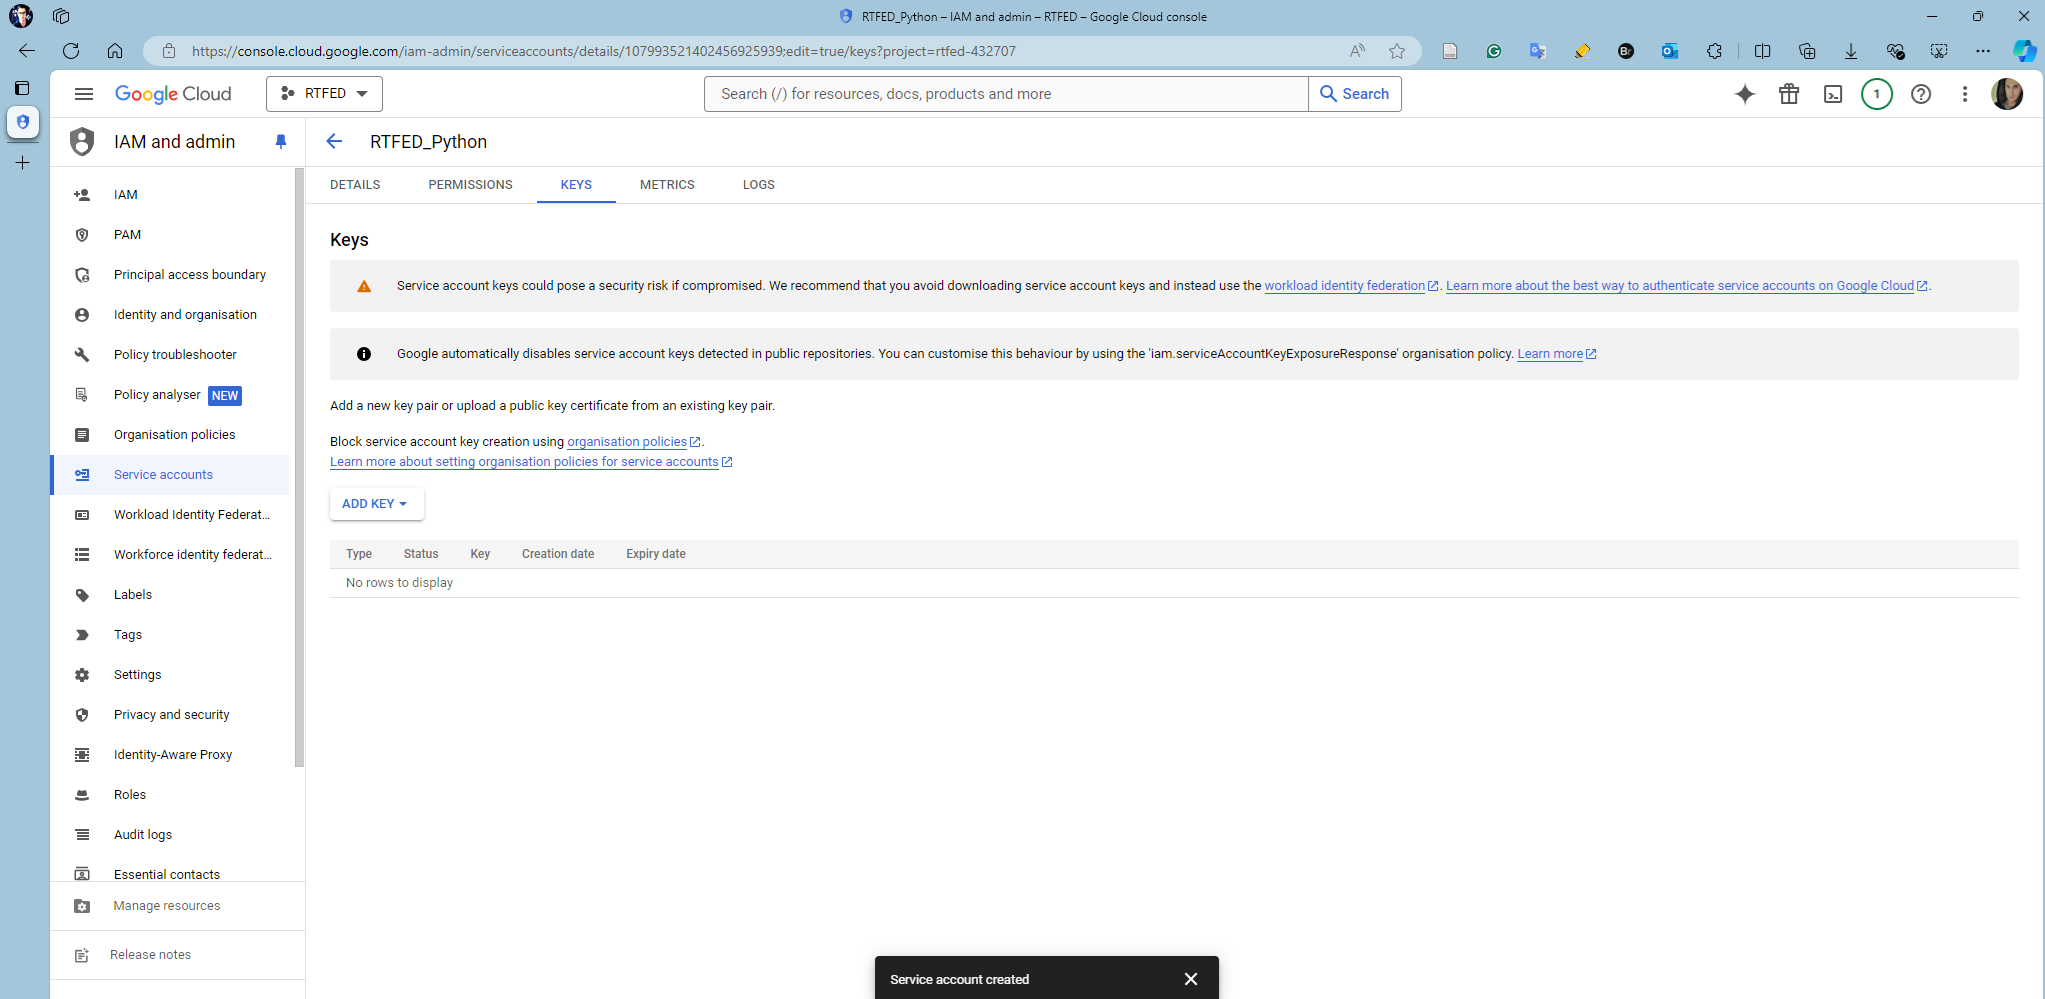 RTFED_Python – IAM and admin – RTFED – Google Cloud console
https://console.cloud.google.com/iam-admin/serviceaccounts/details/107993521402456925939;edit=true/keys?project=rtfed-432707
Google Cloud
RTFED
Search (/) for resources, docs, products and more
Search
1
IAM and admin
RTFED_Python
DETAILS
PERMISSIONS
KEYS
METRICS
LOGS
IAM
PAM
Principal access boundary
Identity and organisation
Policy troubleshooter
Policy analyser NEW
Organisation policies
Service accounts
Workload Identity Federat...
Workforce identity federat...
Labels
Tags
Settings
Privacy and security
Identity-Aware Proxy
Roles
Audit logs
Essential contacts
Manage resources
Release notes
Keys
Service account keys could pose a security risk if compromised. We recommend that you avoid downloading service account keys and instead use the workload identity federation. Learn more about the best way to authenticate service accounts on Google Cloud.
Google automatically disables service account keys detected in public repositories. You can customise this behaviour by using the 'iam.serviceAccountKeyExposureResponse' organisation policy. Learn more
Add a new key pair or upload a public key certificate from an existing key pair.
Block service account key creation using organisation policies.
Learn more about setting organisation policies for service accounts
ADD KEY
Type Status Key Creation date Expiry date
No rows to display
Service account created